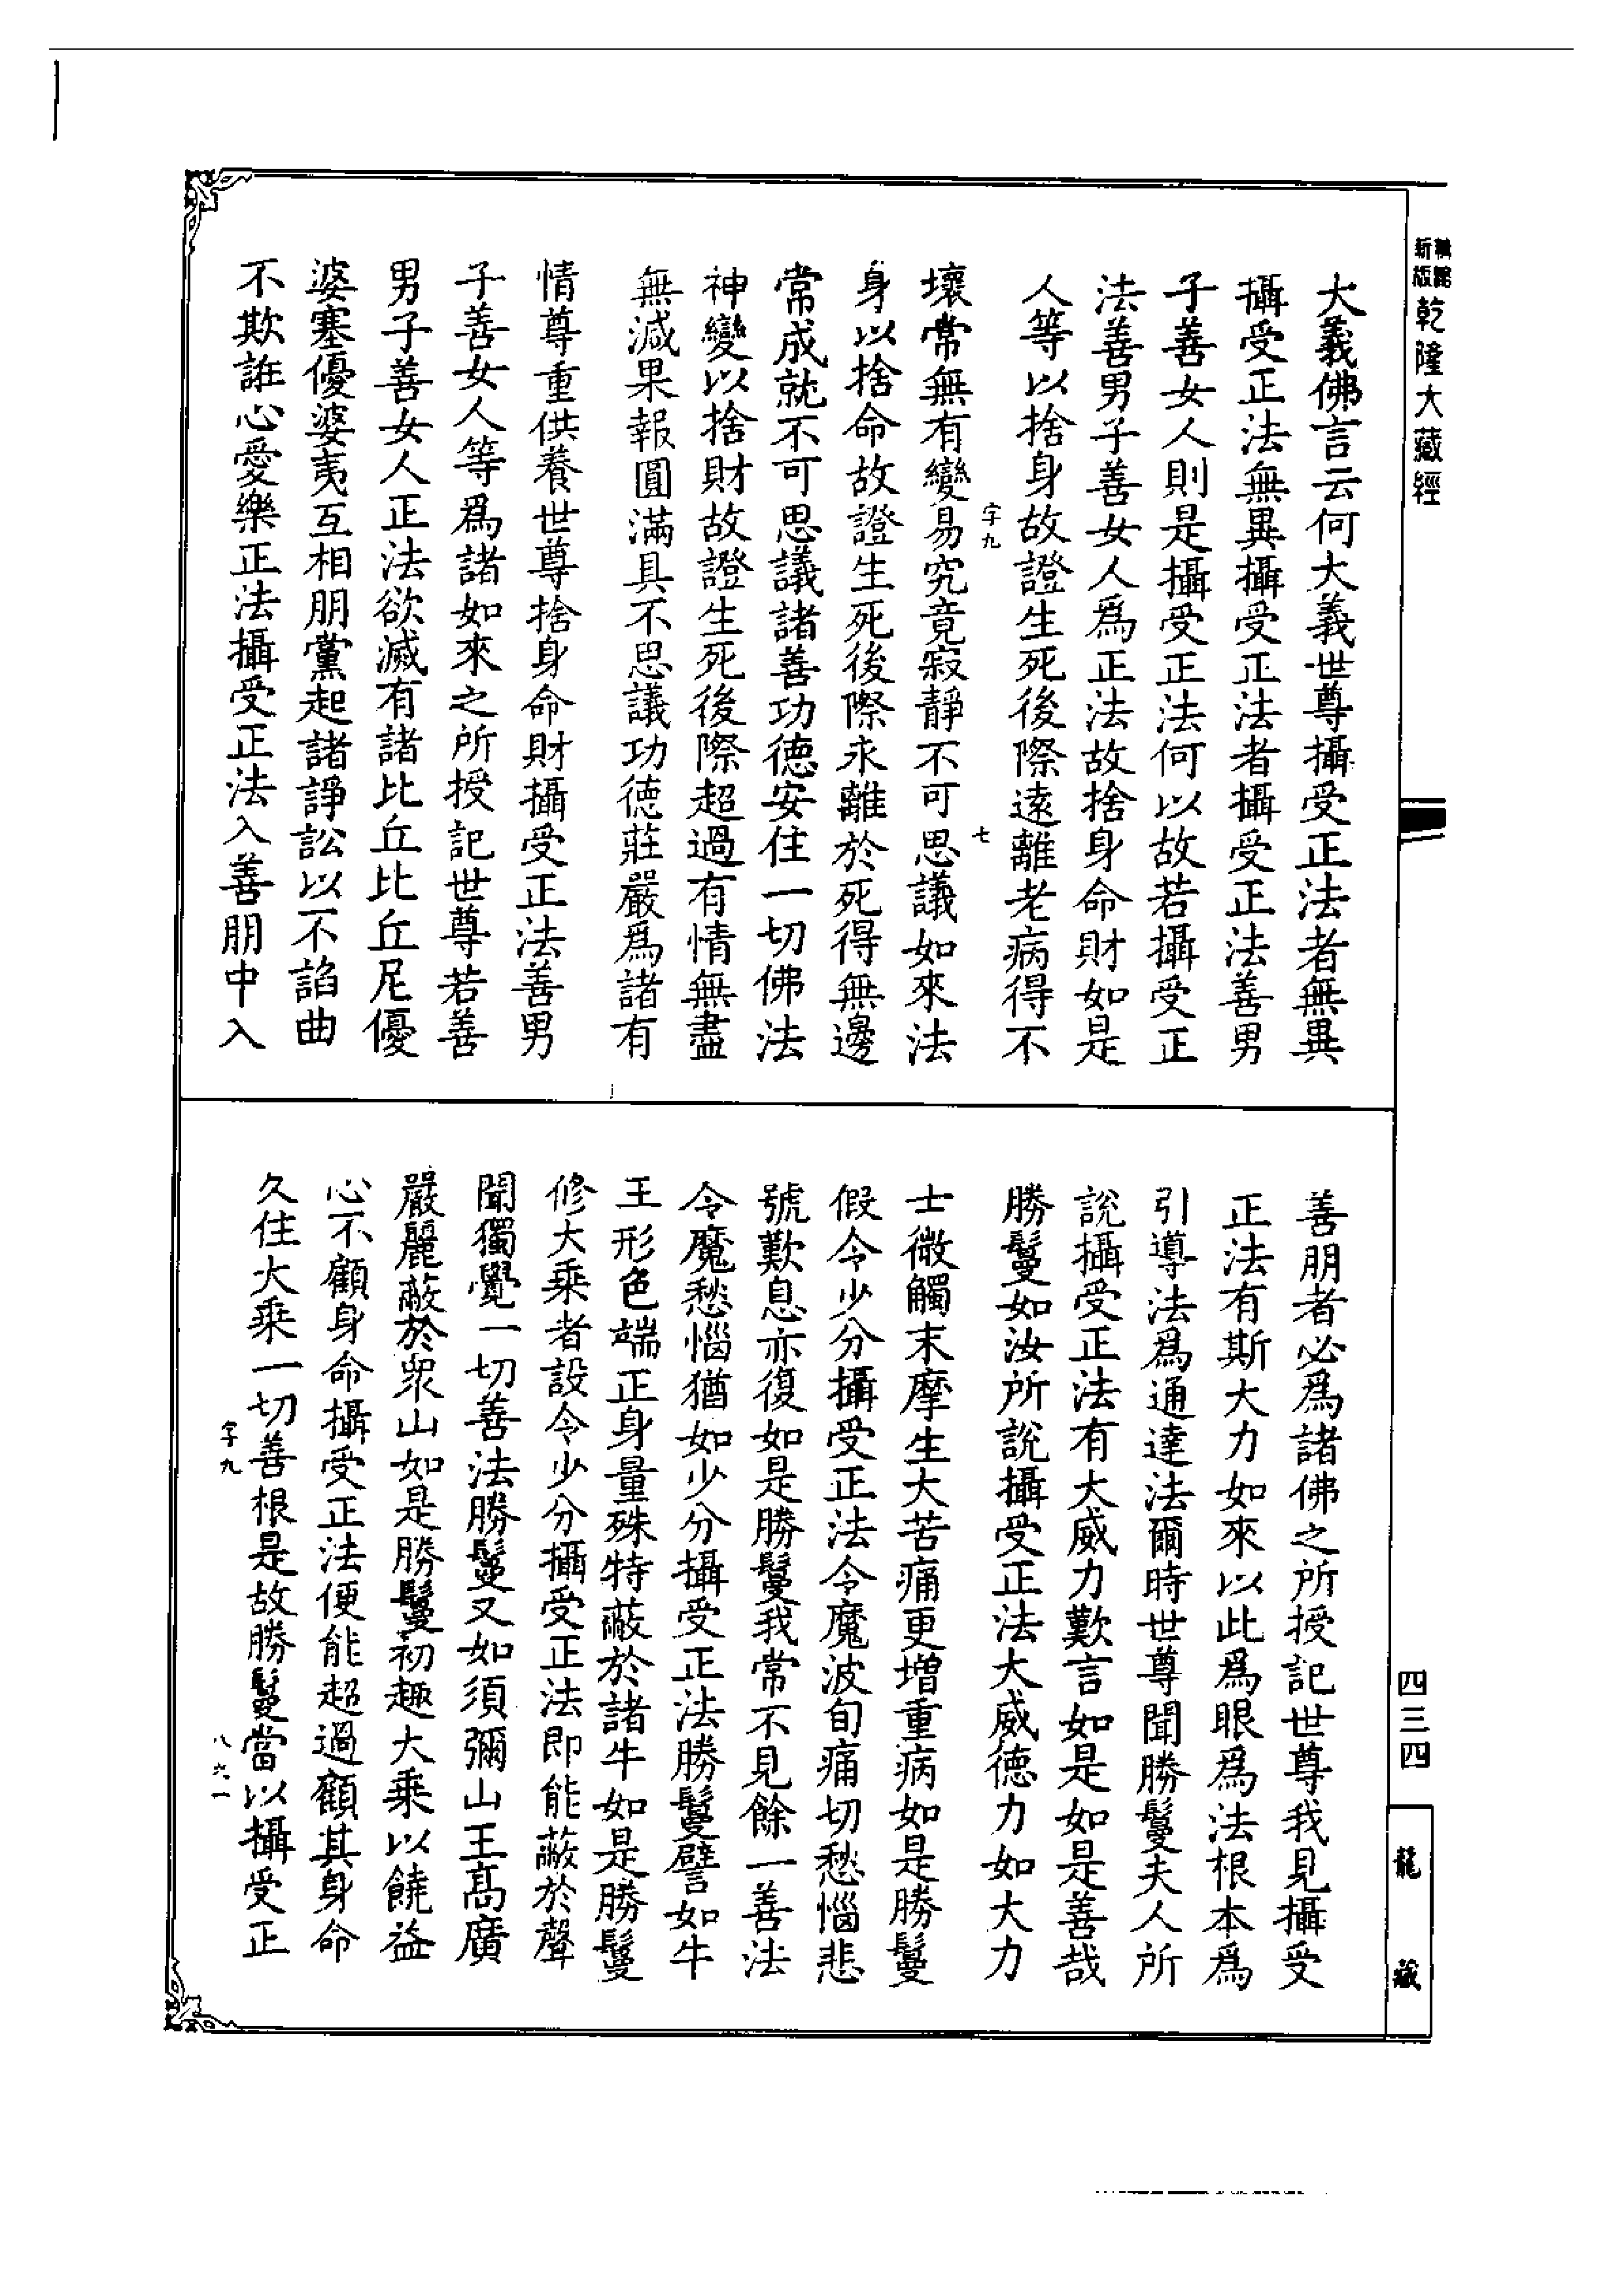 新編縮版
乾隆大藏經
大義佛言云何大義世尊攝受正法者無異
攝受正法無異攝受正法者攝受正法善男
子善女人則是攝受正法何以故若攝受正
法善男子善女人為正法故捨身命財如是
人等以捨身故證生死後際遠離老病得不
字九
七
壞常無有變易究竟寂靜不可思議如來法
身以捨命故證生死後際永離於死得無邊
常成就不可思議諸善功德安住一切佛法
神變以捨財故證生死後際超過有情無盡
無減果報圓滿具不思議功德莊嚴為諸有
情尊重供養世尊捨身命財攝受正法善男
子善女人等為諸如來之所授記世尊若善
男子善女人正法欲滅有諸比丘比丘尼優
婆塞優婆夷互相朋黨起諸諍訟以不諂曲
不欺誑心愛樂正法攝受正法入善朋中入
善朋者必為諸佛之所授記世尊我見攝受
正法有斯大力如來以此為眼為法根本為
引導法為通達法爾時世尊聞勝鬘夫人所
說攝受正法有大威力歎言如是如是善哉
勝鬘如汝所說攝受正法大威德力如大力
士微觸末摩生大苦痛更增重病如是勝鬘
假令少分攝受正法令魔波旬痛切愁惱悲
號歎息亦復如是勝鬘我常不見餘一善法
令魔愁惱猶如少分攝受正法勝鬘譬如牛
王形色端正身量殊特蔽於諸牛如是勝鬘
修大乘者設令少分攝受正法即能蔽於聲
聞獨覺一切善法勝鬘又如須彌山王高廣
嚴麗蔽於眾山如是勝鬘初趣大乘以饒益
心不顧身命攝受正法便能超過顧其身命
久住大乘一切善根是故勝鬘當以攝受正
字九
八六一
四三四
龍藏